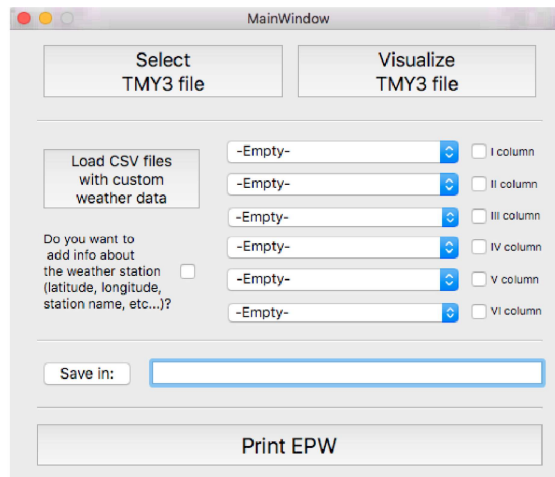 MainWindow
Select
TMY3 file
Visualize
TMY3 file
Load CSV files
with custom
weather data
-Empty-
I column
-Empty-
II column
-Empty-
III column
-Empty-
IV column
-Empty-
V column
-Empty-
VI column
Do you want to
add info about
the weather station
(latitude, longitude,
station name, etc...)?
Save in:
Print EPW